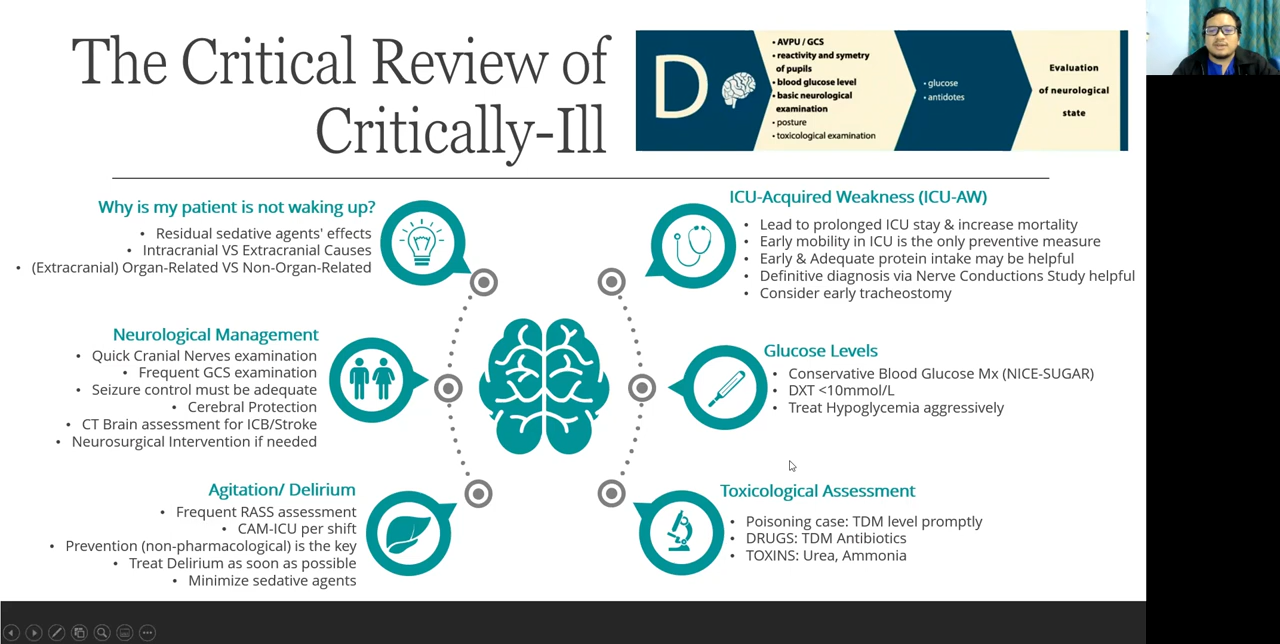 The Critical Review of
Critically-Ill
D
• AVPU / GCS
• reactivity and symetry
of pupils
• blood glucose level
• basic neurological
examination
• posture
• toxicological examination
• glucose
• antidotes
Evaluation
of neurological
state
Why is my patient is not waking up?
• Residual sedative agents' effects
• Intracranial VS Extracranial Causes
• (Extracranial) Organ-Related VS Non-Organ-Related
Neurological Management
• Quick Cranial Nerves examination
• Frequent GCS examination
• Seizure control must be adequate
• Cerebral Protection
• CT Brain assessment for ICB/Stroke
• Neurosurgical Intervention if needed
Agitation/ Delirium
• Frequent RASS assessment
• CAM-ICU per shift
• Prevention (non-pharmacological) is the key
• Treat Delirium as soon as possible
• Minimize sedative agents
ICU-Acquired Weakness (ICU-AW)
• Lead to prolonged ICU stay & increase mortality
• Early mobility in ICU is the only preventive measure
• Early & Adequate protein intake may be helpful
• Definitive diagnosis via Nerve Conductions Study helpful
• Consider early tracheostomy
Glucose Levels
• Conservative Blood Glucose Mx (NICE-SUGAR)
• DXT <10mmol/L
• Treat Hypoglycemia aggressively
Toxicological Assessment
• Poisoning case: TDM level promptly
• DRUGS: TDM Antibiotics
• TOXINS: Urea, Ammonia